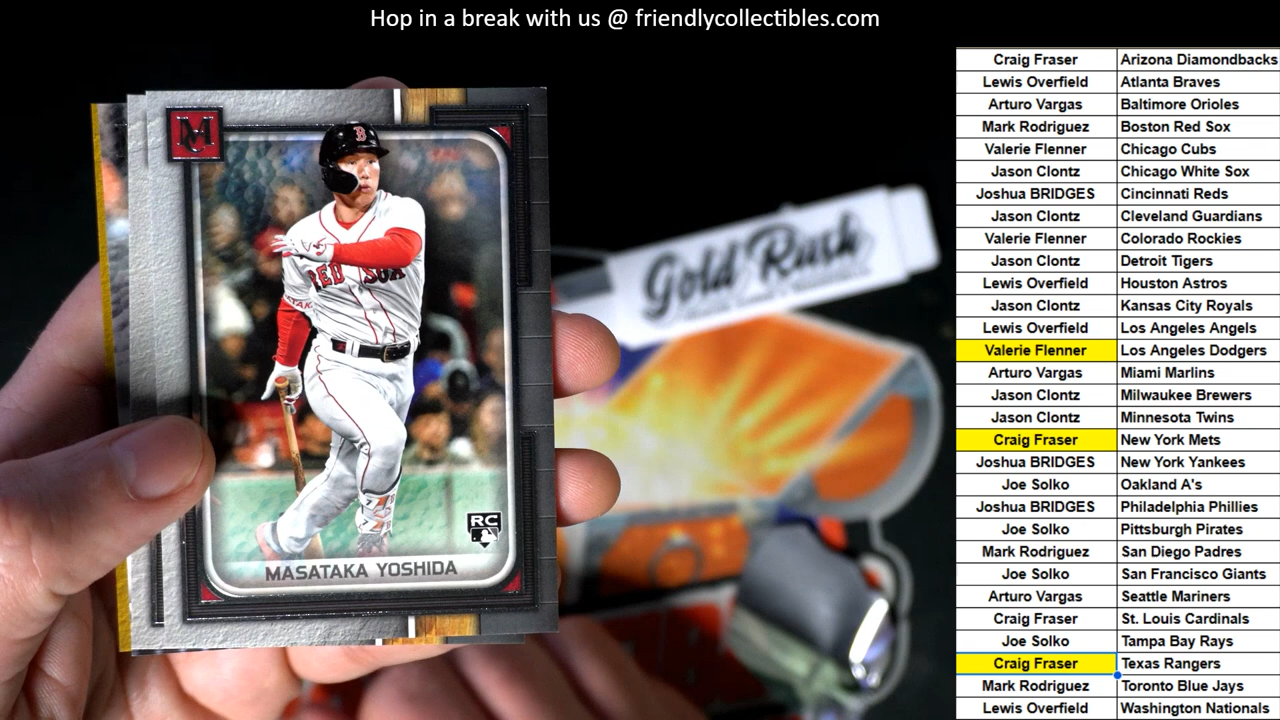 Hop in a break with us @ friendlycollectibles.com
Craig Fraser Arizona Diamondbacks
Lewis Overfield Atlanta Braves
Arturo Vargas Baltimore Orioles
Mark Rodriguez Boston Red Sox
Valerie Flenner Chicago Cubs
Jason Clontz Chicago White Sox
Joshua BRIDGES Cincinnati Reds
Jason Clontz Cleveland Guardians
Valerie Flenner Colorado Rockies
Jason Clontz Detroit Tigers
Lewis Overfield Houston Astros
Jason Clontz Kansas City Royals
Lewis Overfield Los Angeles Angels
Valerie Flenner Los Angeles Dodgers
Arturo Vargas Miami Marlins
Jason Clontz Milwaukee Brewers
Jason Clontz Minnesota Twins
Craig Fraser New York Mets
Joshua BRIDGES New York Yankees
Joe Solko Oakland A's
Joshua BRIDGES Philadelphia Phillies
Joe Solko Pittsburgh Pirates
Mark Rodriguez San Diego Padres
Joe Solko San Francisco Giants
Arturo Vargas Seattle Mariners
Craig Fraser St. Louis Cardinals
Joe Solko Tampa Bay Rays
Craig Fraser Texas Rangers
Mark Rodriguez Toronto Blue Jays
Lewis Overfield Washington Nationals
M
B
RED SOX
RC
MASATAKA YOSHIDA